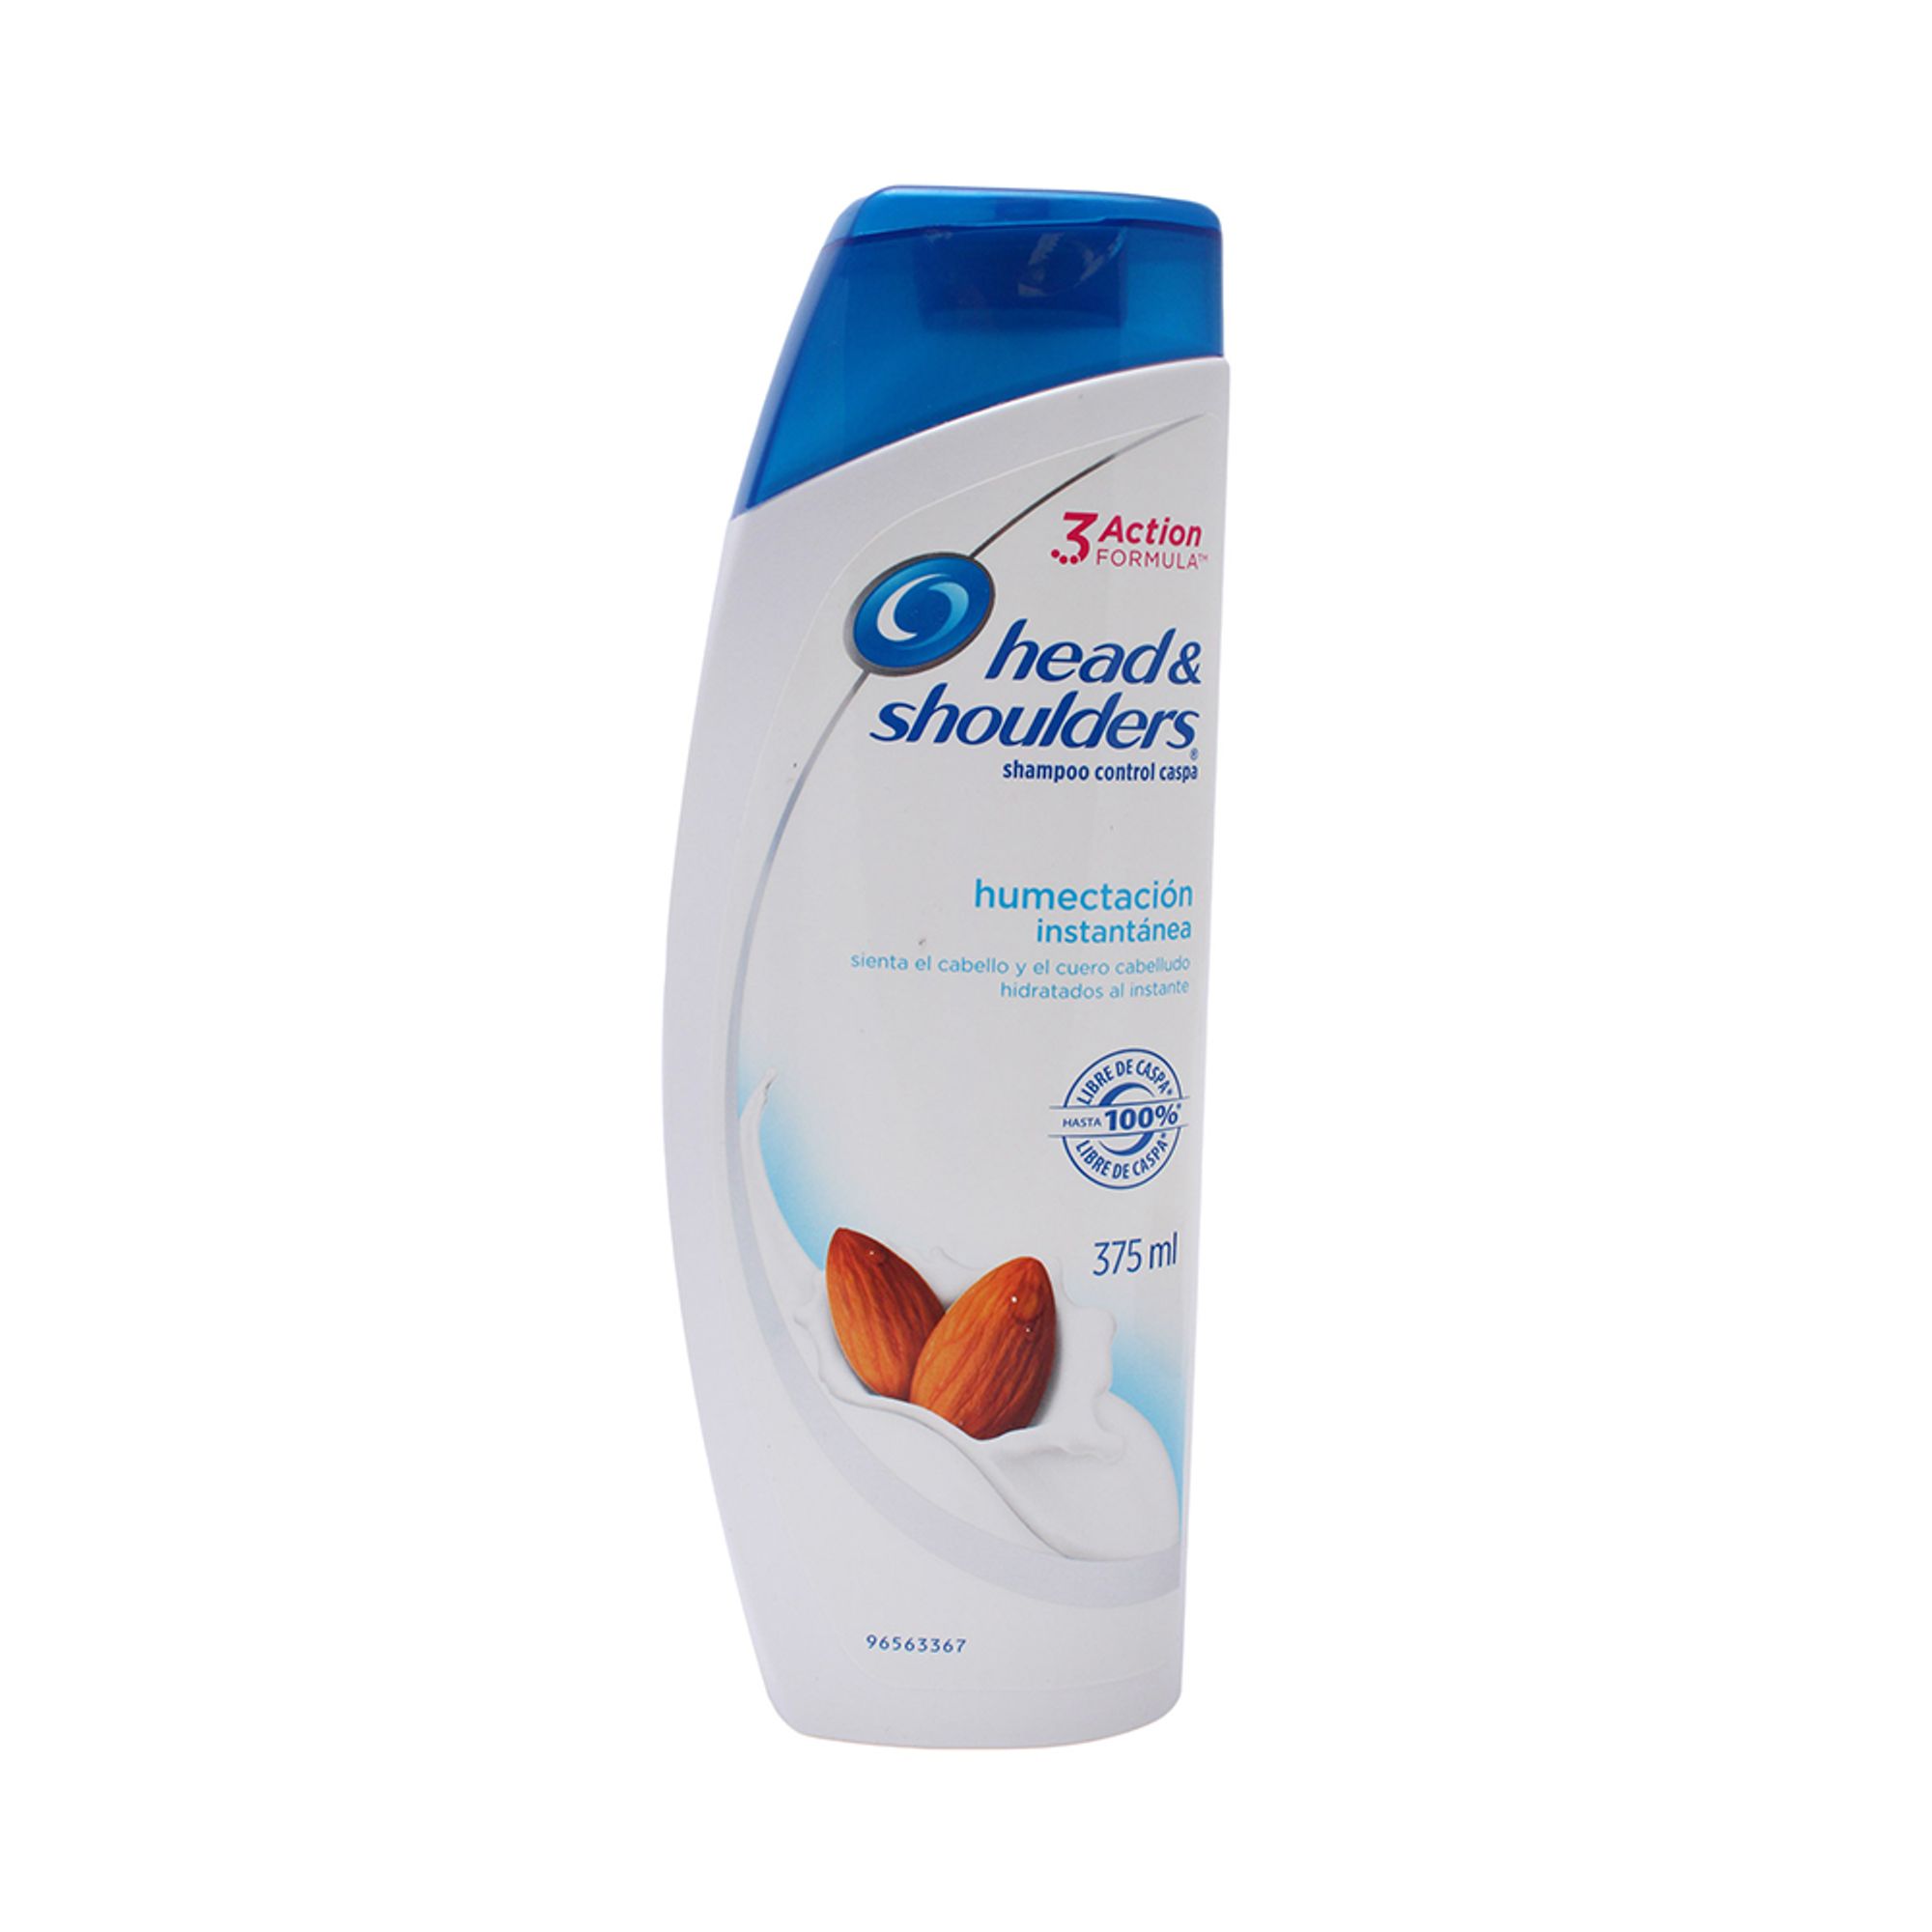 3 Action
FORMULA™
head &
shoulders®
shampoo control caspa
humectación
instantánea
sienta el cabello y el cuero cabelludo
hidratados al instante
LIBRE DE CASPA*
HASTA 100%*
LIBRE DE CASPA*
375 ml
96563367